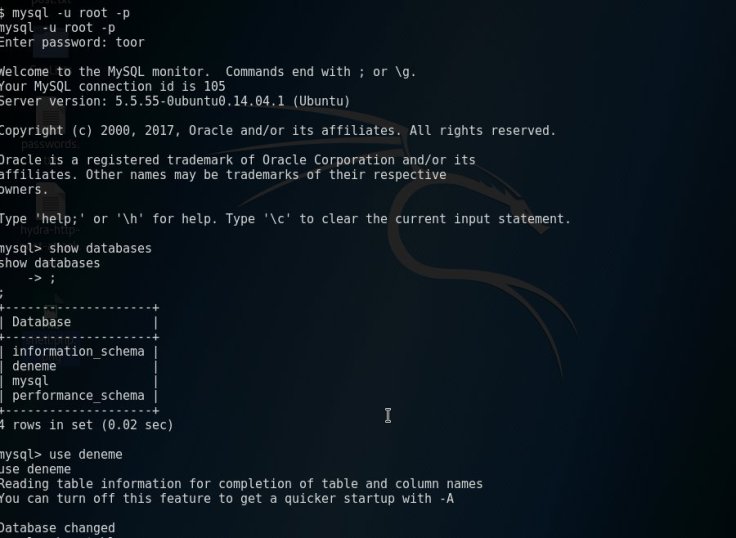 $ mysql -u root -p
mysql -u root -p
Enter password: toor
Welcome to the MySQL monitor.  Commands end with ; or \g.
Your MySQL connection id is 105
Server version: 5.5.55-0ubuntu0.14.04.1 (Ubuntu)
Copyright (c) 2000, 2017, Oracle and/or its affiliates. All rights reserved.
Oracle is a registered trademark of Oracle Corporation and/or its
affiliates. Other names may be trademarks of their respective
owners.
Type 'help;' or '\h' for help. Type '\c' to clear the current input statement.
mysql> show databases
show databases
    -> ;
;
+--------------------+
| Database           |
+--------------------+
| information_schema |
| deneme             |
| mysql              |
| performance_schema |
+--------------------+
4 rows in set (0.02 sec)
mysql> use deneme
use deneme
Reading table information for completion of table and column names
You can turn off this feature to get a quicker startup with -A
Database changed
passwords.
hydra-http-